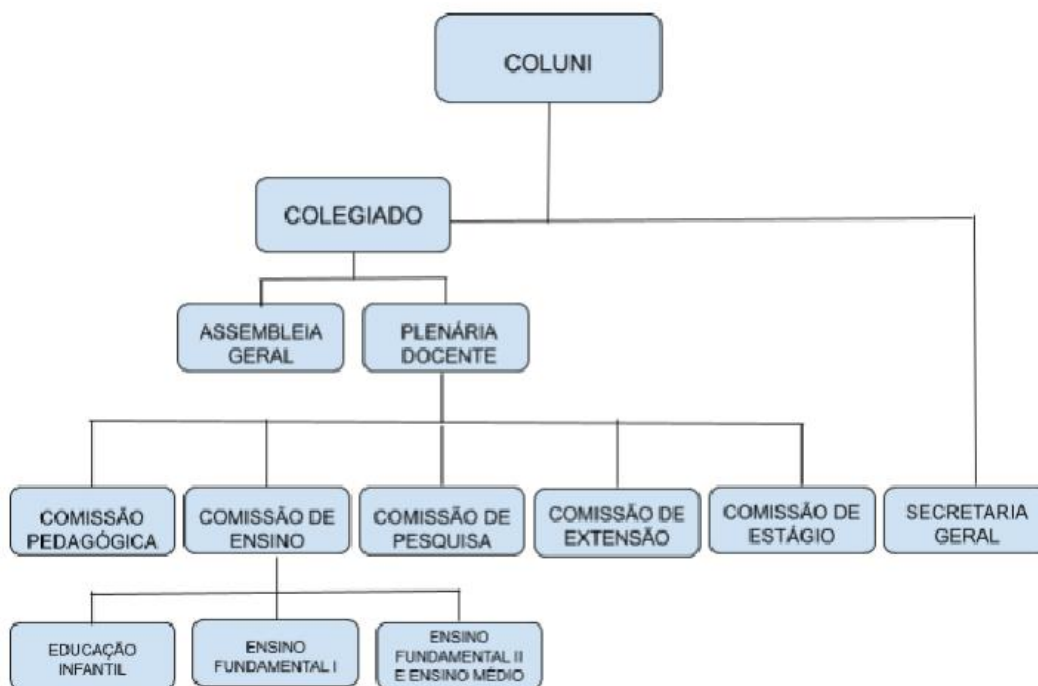 COLUNI
COLEGIADO
ASSEMBLEIA
GERAL
PLENÁRIA
DOCENTE
COMISSÃO
PEDAGÓGICA
COMISSÃO DE
ENSINO
COMISSÃO DE
PESQUISA
COMISSÃO DE
EXTENSÃO
COMISSÃO DE
ESTÁGIO
SECRETARIA
GERAL
EDUCAÇÃO
INFANTIL
ENSINO
FUNDAMENTAL I
ENSINO
FUNDAMENTAL II
E ENSINO MÉDIO